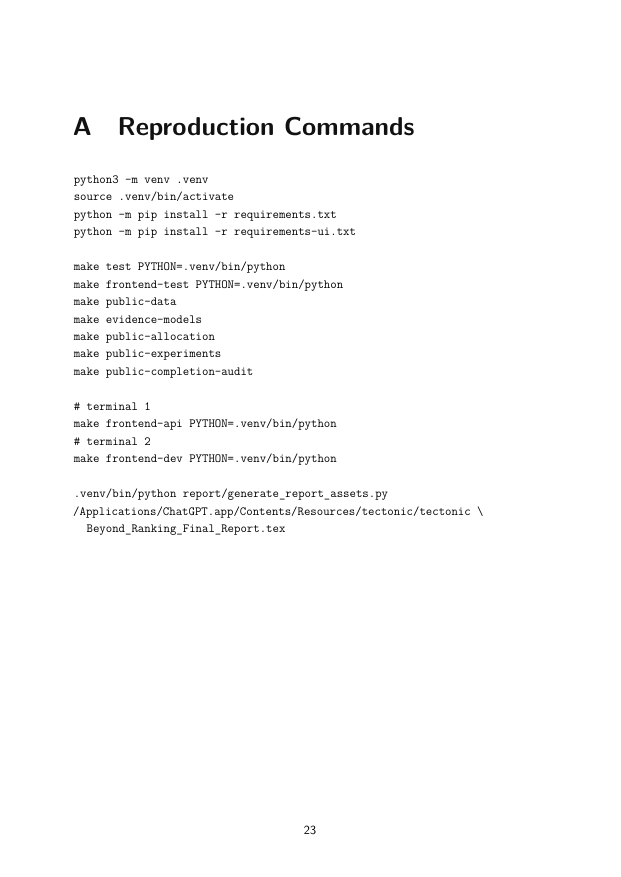 A Reproduction Commands
python3 -m venv .venv
source .venv/bin/activate
python -m pip install -r requirements.txt
python -m pip install -r requirements-ui.txt
make test PYTHON=.venv/bin/python
make frontend-test PYTHON=.venv/bin/python
make public-data
make evidence-models
make public-allocation
make public-experiments
make public-completion-audit
# terminal 1
make frontend-api PYTHON=.venv/bin/python
# terminal 2
make frontend-dev PYTHON=.venv/bin/python
.venv/bin/python report/generate_report_assets.py
/Applications/ChatGPT.app/Contents/Resources/tectonic/tectonic \
Beyond_Ranking_Final_Report.tex
23